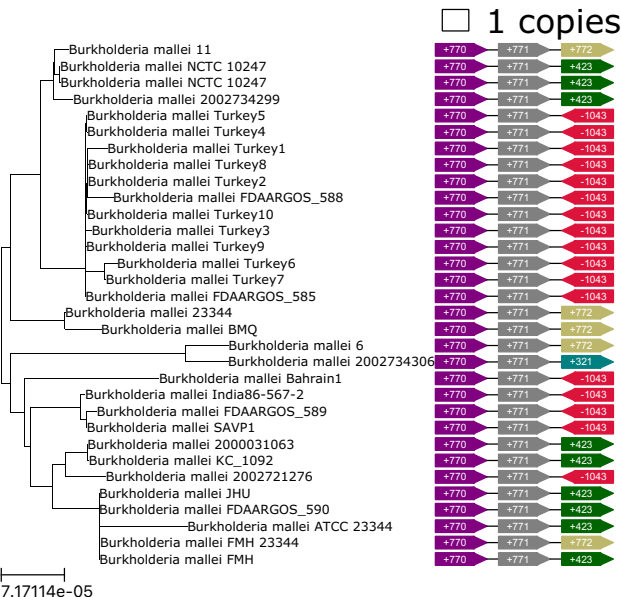 1 copies
Burkholderia mallei 11 +770 +771 +772
Burkholderia mallei NCTC 10247 +770 +771 +423
Burkholderia mallei NCTC 10247 +770 +771 +423
Burkholderia mallei 2002734299 +770 +771 +423
Burkholderia mallei Turkey5 +770 +771 -1043
Burkholderia mallei Turkey4 +770 +771 -1043
Burkholderia mallei Turkey1 +770 +771 -1043
Burkholderia mallei Turkey8 +770 +771 -1043
Burkholderia mallei Turkey2 +770 +771 -1043
Burkholderia mallei FDAARGOS_588 +770 +771 -1043
Burkholderia mallei Turkey10 +770 +771 -1043
Burkholderia mallei Turkey3 +770 +771 -1043
Burkholderia mallei Turkey9 +770 +771 -1043
Burkholderia mallei Turkey6 +770 +771 -1043
Burkholderia mallei Turkey7 +770 +771 -1043
Burkholderia mallei FDAARGOS_585 +770 +771 -1043
Burkholderia mallei 23344 +770 +771 +772
Burkholderia mallei BMQ +770 +771 +772
Burkholderia mallei 6 +770 +771 +772
Burkholderia mallei 2002734306 +770 +771 +321
Burkholderia mallei Bahrain1 +770 +771 -1043
Burkholderia mallei India86-567-2 +770 +771 -1043
Burkholderia mallei FDAARGOS_589 +770 +771 -1043
Burkholderia mallei SAVP1 +770 +771 -1043
Burkholderia mallei 2000031063 +770 +771 +423
Burkholderia mallei KC_1092 +770 +771 +423
Burkholderia mallei 2002721276 +770 +771 -1043
Burkholderia mallei JHU +770 +771 +423
Burkholderia mallei FDAARGOS_590 +770 +771 +423
Burkholderia mallei ATCC 23344 +770 +771 +423
Burkholderia mallei FMH 23344 +770 +771 +772
Burkholderia mallei FMH +770 +771 +423
7.17114e-05